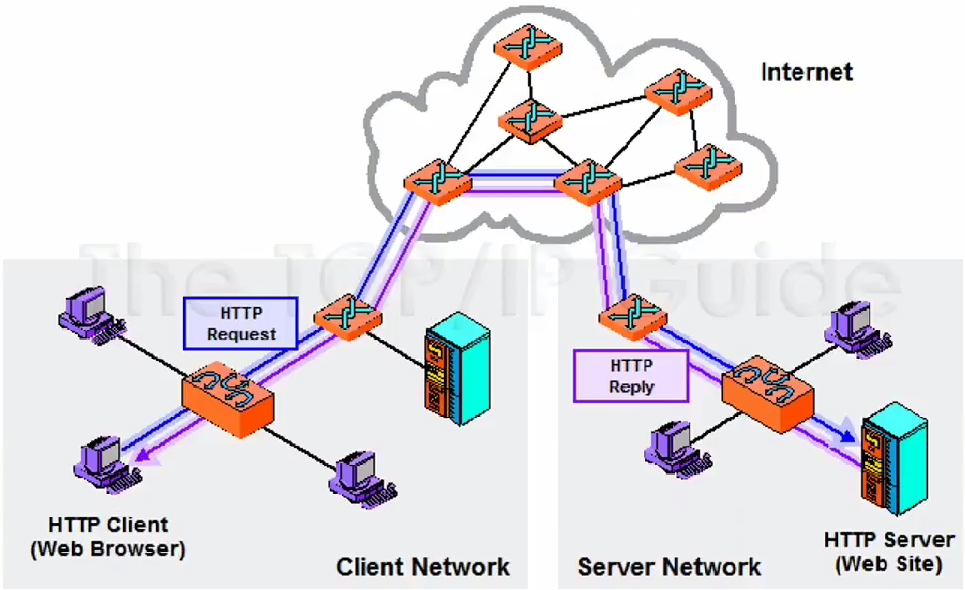 Internet
The TCP/IP Guide
HTTP
Request
HTTP
Reply
HTTP Client
(Web Browser)
Client Network
Server Network
HTTP Server
(Web Site)